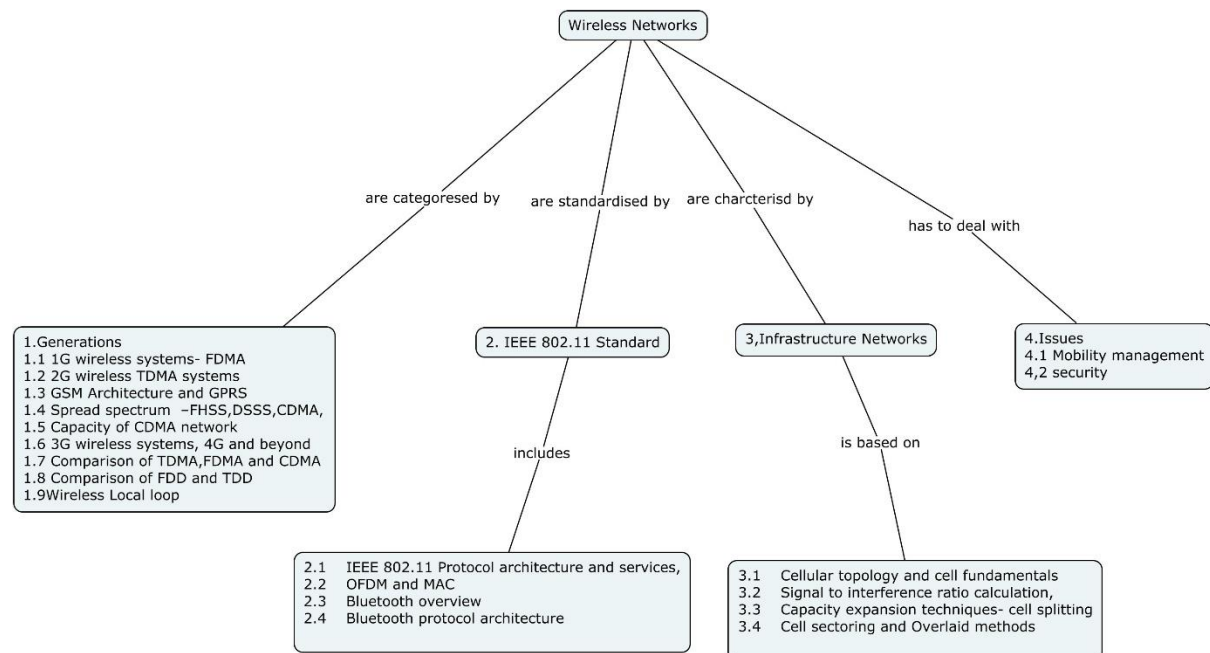 Wireless Networks
are categoresed by
are standardised by
are charcterisd by
has to deal with
1.Generations
1.1 1G wireless systems- FDMA
1.2 2G wireless TDMA systems
1.3 GSM Architecture and GPRS
1.4 Spread spectrum –FHSS,DSSS,CDMA,
1.5 Capacity of CDMA network
1.6 3G wireless systems, 4G and beyond
1.7 Comparison of TDMA,FDMA and CDMA
1.8 Comparison of FDD and TDD
1.9Wireless Local loop
2. IEEE 802.11 Standard
3,Infrastructure Networks
4.Issues
4.1 Mobility management
4,2 security
includes
is based on
2.1 IEEE 802.11 Protocol architecture and services,
2.2 OFDM and MAC
2.3 Bluetooth overview
2.4 Bluetooth protocol architecture
3.1 Cellular topology and cell fundamentals
3.2 Signal to interference ratio calculation,
3.3 Capacity expansion techniques- cell splitting
3.4 Cell sectoring and Overlaid methods